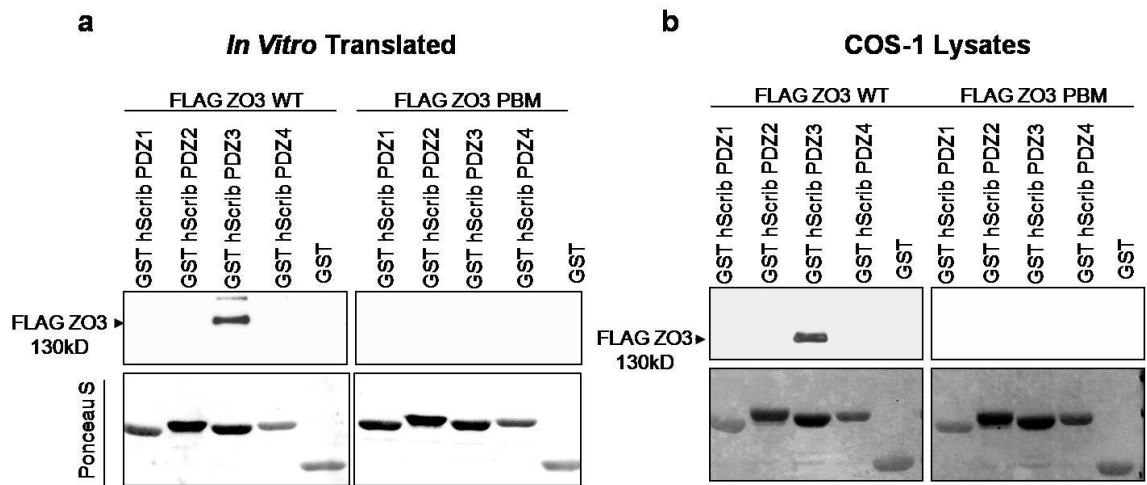 a
In Vitro Translated
FLAG ZO3 WT
FLAG ZO3 PBM
GST hScrib PDZ1
GST hScrib PDZ2
GST hScrib PDZ3
GST hScrib PDZ4
GST
GST hScrib PDZ1
GST hScrib PDZ2
GST hScrib PDZ3
GST hScrib PDZ4
GST
FLAG ZO3
130kD
Ponceau S
b
COS-1 Lysates
FLAG ZO3 WT
FLAG ZO3 PBM
GST hScrib PDZ1
GST hScrib PDZ2
GST hScrib PDZ3
GST hScrib PDZ4
GST
GST hScrib PDZ1
GST hScrib PDZ2
GST hScrib PDZ3
GST hScrib PDZ4
GST
FLAG ZO3
130kD